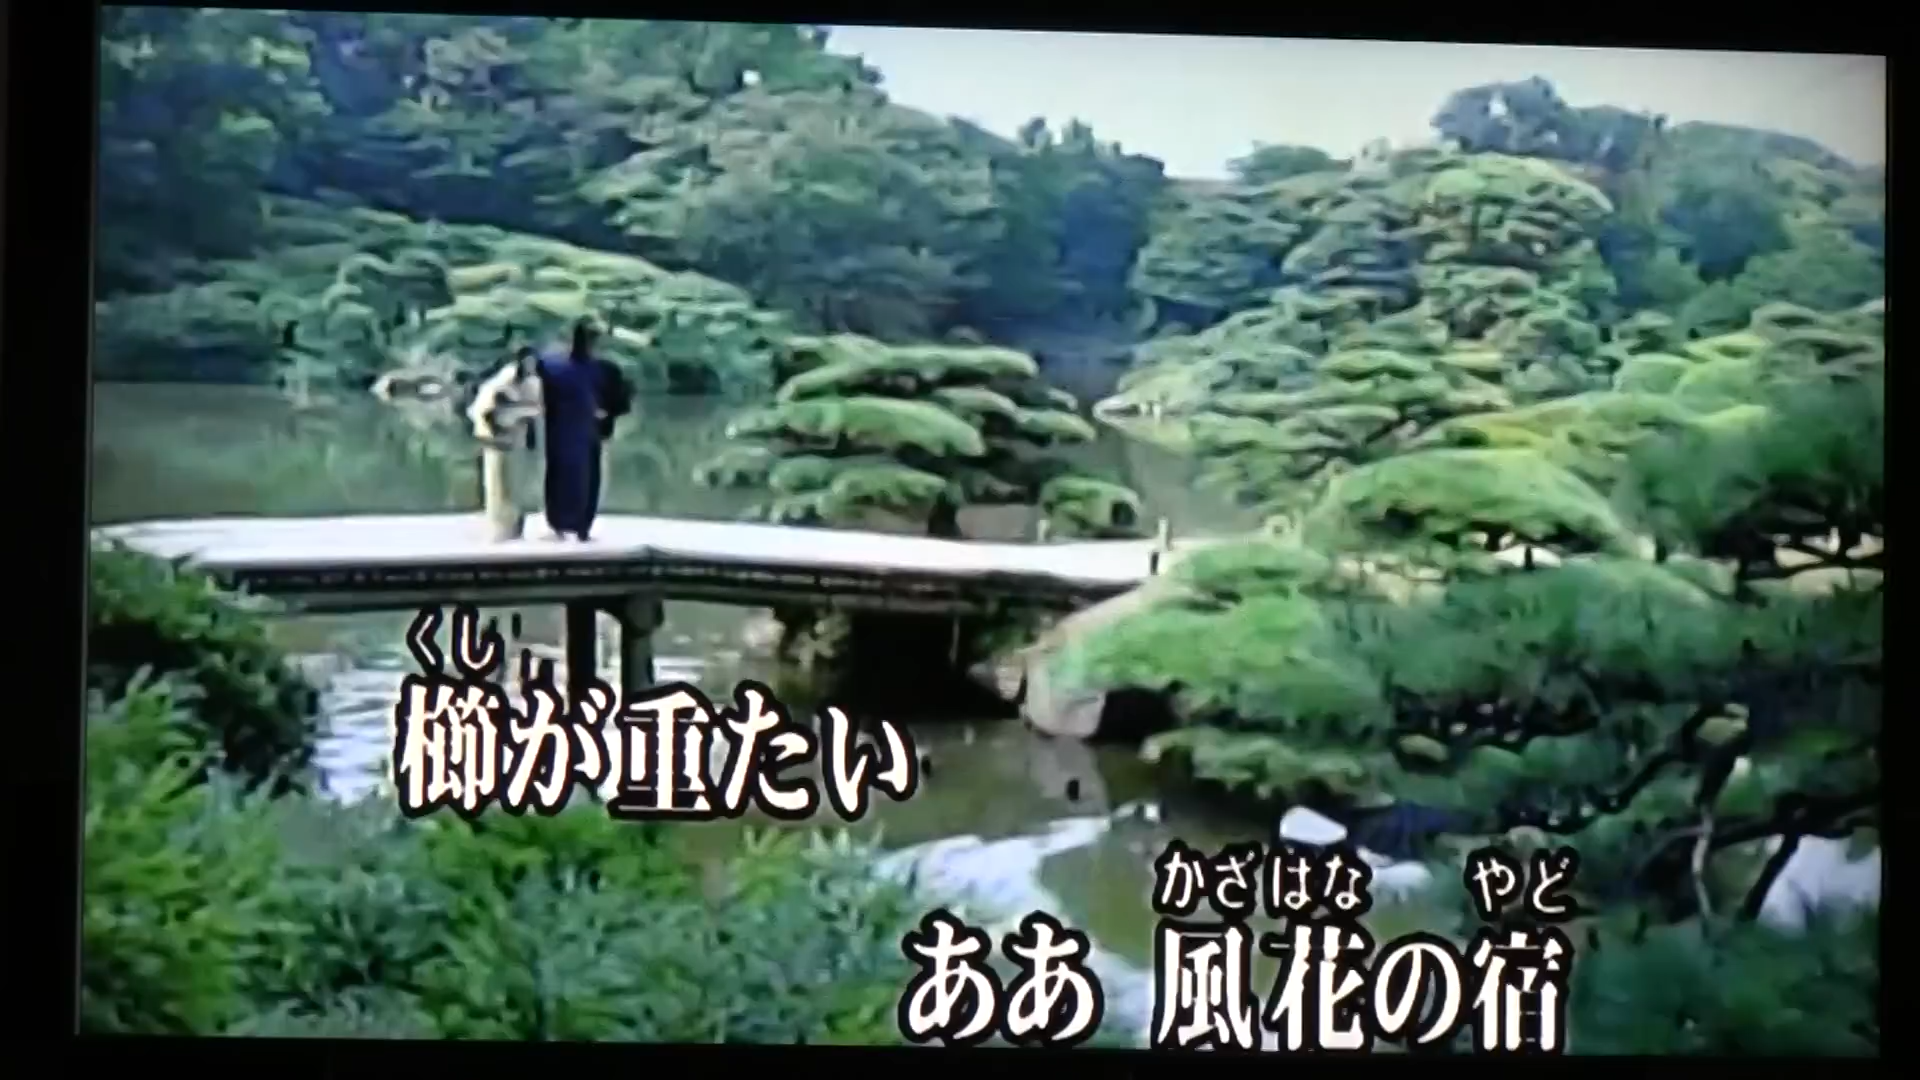 くし
櫛が重たい
かざはな やど
ああ 風花の宿